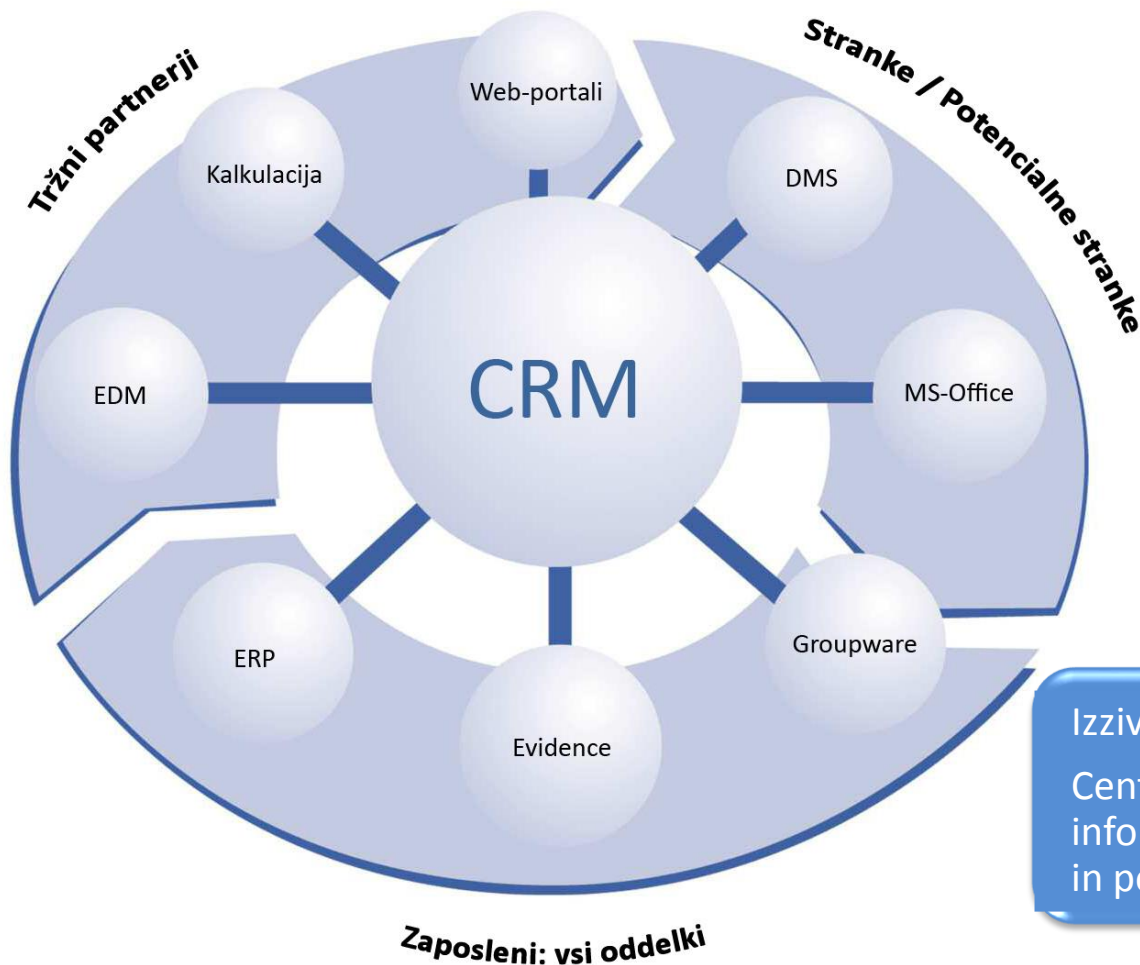 Tržni partnerji
Stranke / Potencialne stranke
Web-portali
Kalkulacija
DMS
EDM
CRM
MS-Office
ERP
Groupware
Evidence
Zaposleni: vsi oddelki